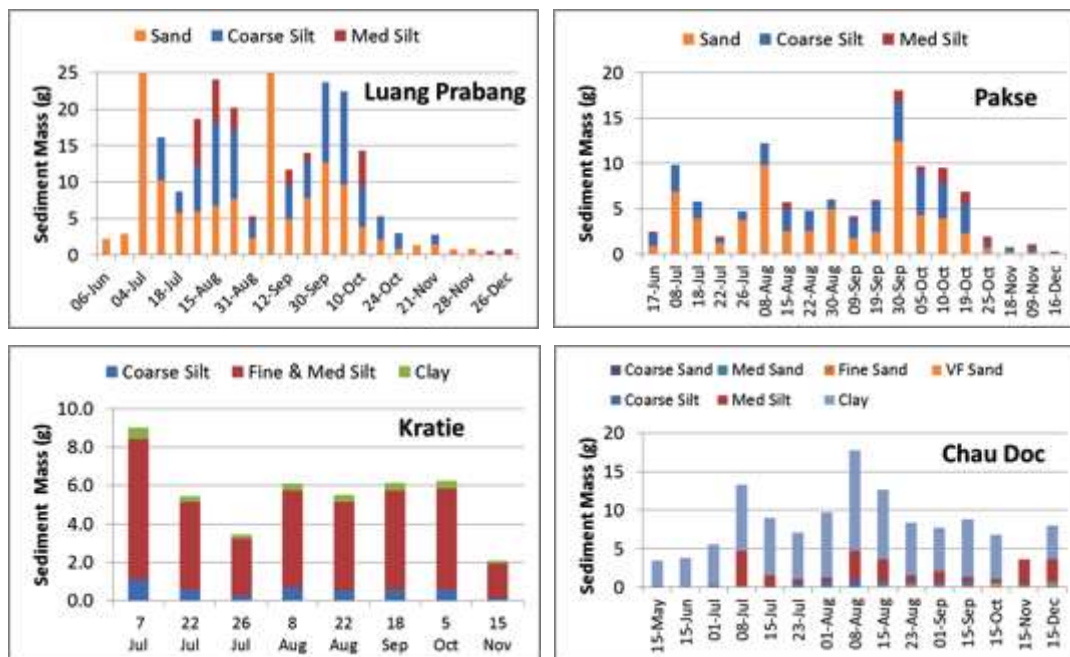 Sand Coarse Silt Med Silt
Luang Prabang
Sediment Mass (g)
25
20
15
10
5
0
06-Jun 04-Jul 18-Jul 15-Aug 31-Aug 12-Sep 30-Sep 10-Oct 24-Oct 21-Nov 28-Nov 26-Dec
Sand Coarse Silt Med Silt
Pakse
Sediment Mass (g)
20
15
10
5
0
17-Jun 08-Jul 18-Jul 22-Jul 26-Jul 08-Aug 15-Aug 22-Aug 30-Aug 09-Sep 19-Sep 30-Sep 05-Oct 10-Oct 19-Oct 25-Oct 18-Nov 09-Nov 16-Dec
Coarse Silt Fine & Med Silt Clay
Kratie
Sediment Mass (g)
10.0
8.0
6.0
4.0
2.0
0.0
7 22 26 8 22 18 5 15
Jul Jul Jul Aug Aug Sep Oct Nov
Coarse Sand Med Sand Fine Sand VF Sand
Coarse Silt Med Silt Clay
Chau Doc
Sediment Mass (g)
20
15
10
5
0
15-May 15-Jun 01-Jul 08-Jul 15-Jul 23-Jul 01-Aug 08-Aug 15-Aug 23-Aug 01-Sep 15-Sep 15-Oct 15-Nov 15-Dec